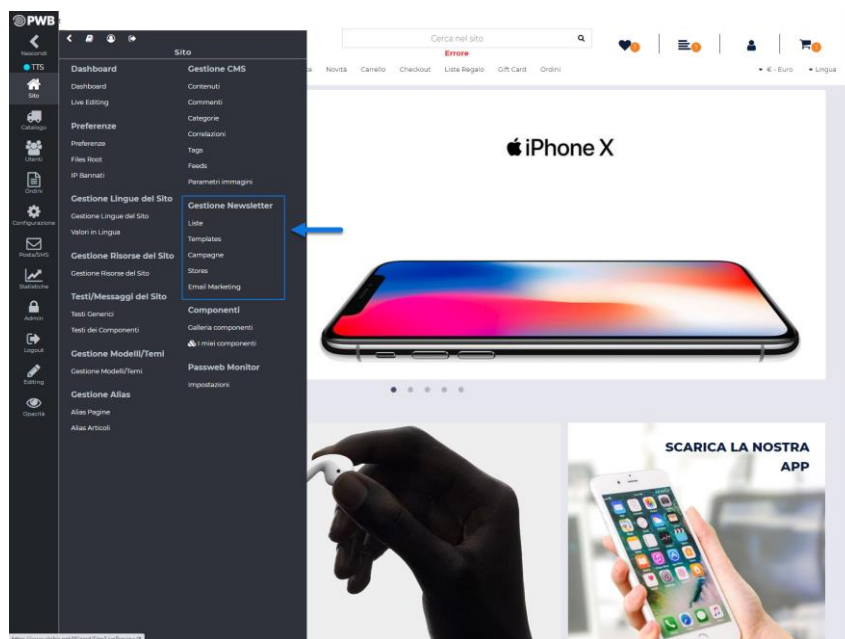 PWB
Nascondi
TTS
Sito
Catalogo
Utenti
Ordini
Configurazione
Posta/SMS
Statistiche
Admin
Logout
Editing
Opacità
Sito
Dashboard
Dashboard
Live Editing
Preferenze
Preferenze
Files Root
IP Bannati
Gestione Lingue del Sito
Gestione Lingue del Sito
Valori in Lingua
Gestione Risorse del Sito
Gestione Risorse del Sito
Testi/Messaggi del Sito
Testi Generici
Testi dei Componenti
Gestione Modelli/Temi
Gestione Modelli/Temi
Gestione Alias
Alias Pagine
Alias Articoli
Gestione CMS
Contenuti
Commenti
Categorie
Correlazioni
Tags
Feeds
Parametri immagini
Gestione Newsletter
Liste
Templates
Campagne
Stores
Email Marketing
Componenti
Galleria componenti
I miei componenti
Passweb Monitor
Impostazioni
Cerca nel sito
Errore
Novità Carrello Checkout Liste Regalo Gift Card Ordini
€ - Euro Lingua
iPhone X
SCARICA LA NOSTRA
APP